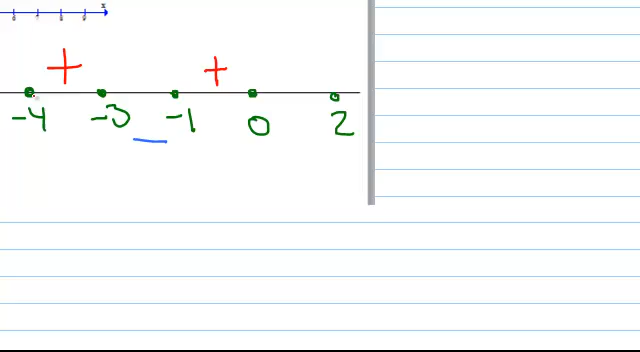 + +
-4 -3 -1 0 2
—